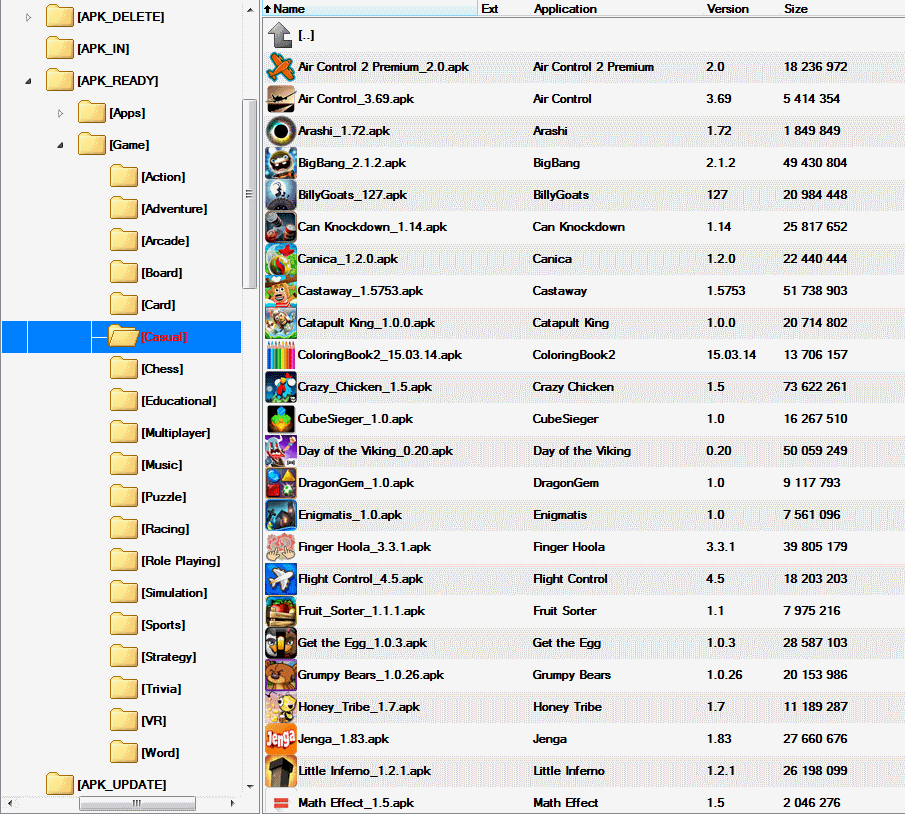 [APK_DELETE]
[APK_IN]
[APK_READY]
[Apps]
[Game]
[Action]
[Adventure]
[Arcade]
[Board]
[Card]
[Casual]
[Chess]
[Educational]
[Multiplayer]
[Music]
[Puzzle]
[Racing]
[Role Playing]
[Simulation]
[Sports]
[Strategy]
[Trivia]
[VR]
[Word]
[APK_UPDATE]
Name Ext Application Version Size
[..]
Air Control 2 Premium_2.0.apk Air Control 2 Premium 2.0 18 236 972
Air Control_3.69.apk Air Control 3.69 5 414 354
Arashi_1.72.apk Arashi 1.72 1 849 849
BigBang_2.1.2.apk BigBang 2.1.2 49 430 804
BillyGoats_127.apk BillyGoats 127 20 984 448
Can Knockdown_1.14.apk Can Knockdown 1.14 25 817 652
Canica_1.2.0.apk Canica 1.2.0 22 440 444
Castaway_1.5753.apk Castaway 1.5753 51 738 903
Catapult King_1.0.0.apk Catapult King 1.0.0 20 714 802
ColoringBook2_15.03.14.apk ColoringBook2 15.03.14 13 706 157
Crazy_Chicken_1.5.apk Crazy Chicken 1.5 73 622 261
CubeSieger_1.0.apk CubeSieger 1.0 16 267 510
Day of the Viking_0.20.apk Day of the Viking 0.20 50 059 249
DragonGem_1.0.apk DragonGem 1.0 9 117 793
Enigmatis_1.0.apk Enigmatis 1.0 7 561 096
Finger Hoola_3.3.1.apk Finger Hoola 3.3.1 39 805 179
Flight Control_4.5.apk Flight Control 4.5 18 203 203
Fruit_Sorter_1.1.1.apk Fruit Sorter 1.1 7 975 216
Get the Egg_1.0.3.apk Get the Egg 1.0.3 28 587 103
Grumpy Bears_1.0.26.apk Grumpy Bears 1.0.26 20 153 986
Honey_Tribe_1.7.apk Honey Tribe 1.7 11 189 287
Jenga Jenga_1.83.apk Jenga 1.83 27 660 676
Little Inferno_1.2.1.apk Little Inferno 1.2.1 26 198 099
Math Effect_1.5.apk Math Effect 1.5 2 046 276